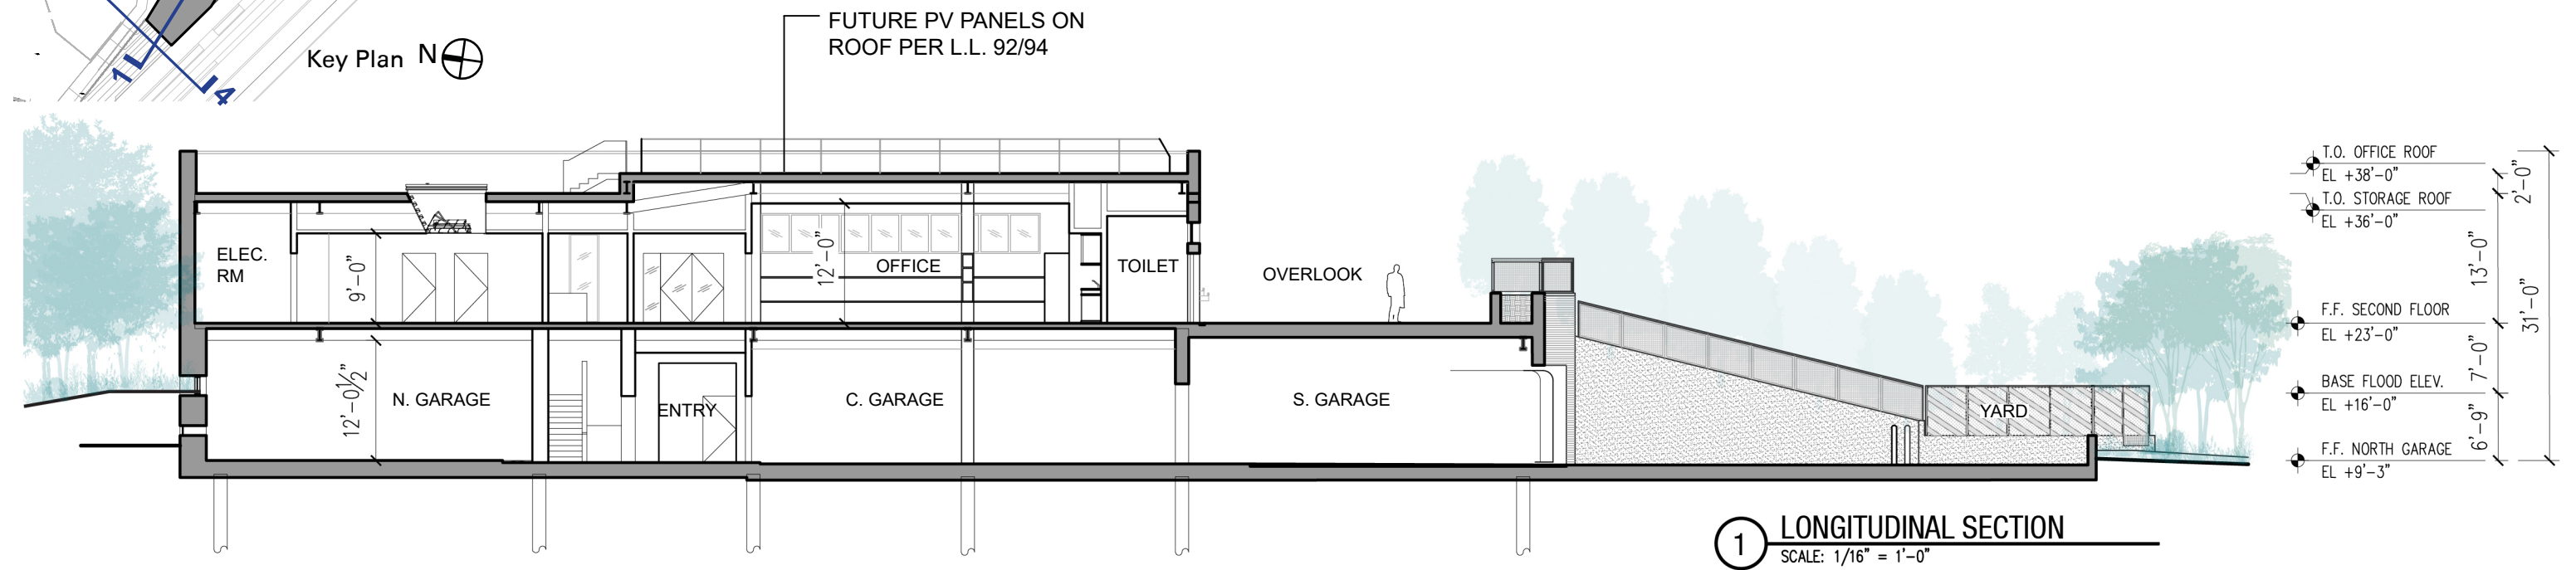 FUTURE PV PANELS ON
ROOF PER L.L. 92/94
Key Plan N
1
4
T.O. OFFICE ROOF
EL +38'-0"
T.O. STORAGE ROOF
EL +36'-0"
2'-0"
13'-0"
31'-0"
F.F. SECOND FLOOR
EL +23'-0"
7'-0"
BASE FLOOD ELEV.
EL +16'-0"
6'-9"
F.F. NORTH GARAGE
EL +9'-3"
ELEC.
RM
9'-0"
12'-0"
OFFICE
TOILET
OVERLOOK
12'-0½"
N. GARAGE
ENTRY
C. GARAGE
S. GARAGE
YARD
1 LONGITUDINAL SECTION
SCALE: 1/16" = 1'-0"